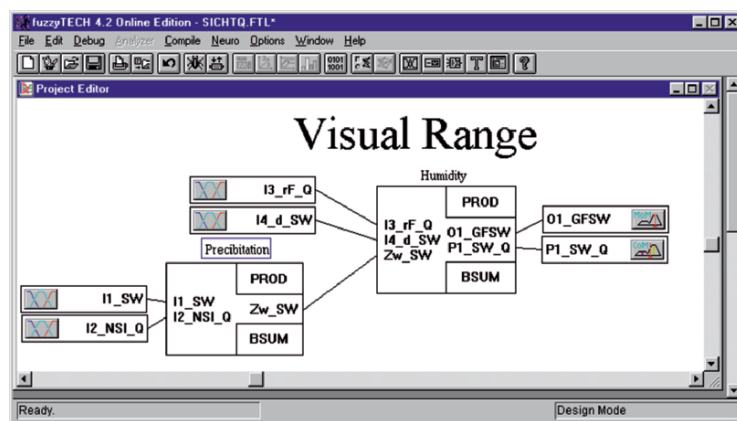 fuzzyTECH 4.2 Online Edition - SICHTQ.FTL*
File Edit Debug Analyzer Compile Neuro Options Window Help
Project Editor
Visual Range
Humidity
I3_rF_Q
I4_d_SW
PROD
I3_rF_Q
I4_d_SW
Zw_SW
O1_GFSW
P1_SW_Q
BSUM
O1_GFSW
P1_SW_Q
Precibitation
PROD
I1_SW
I2_NSI_Q
I1_SW
I2_NSI_Q
Zw_SW
BSUM
Ready.
Design Mode